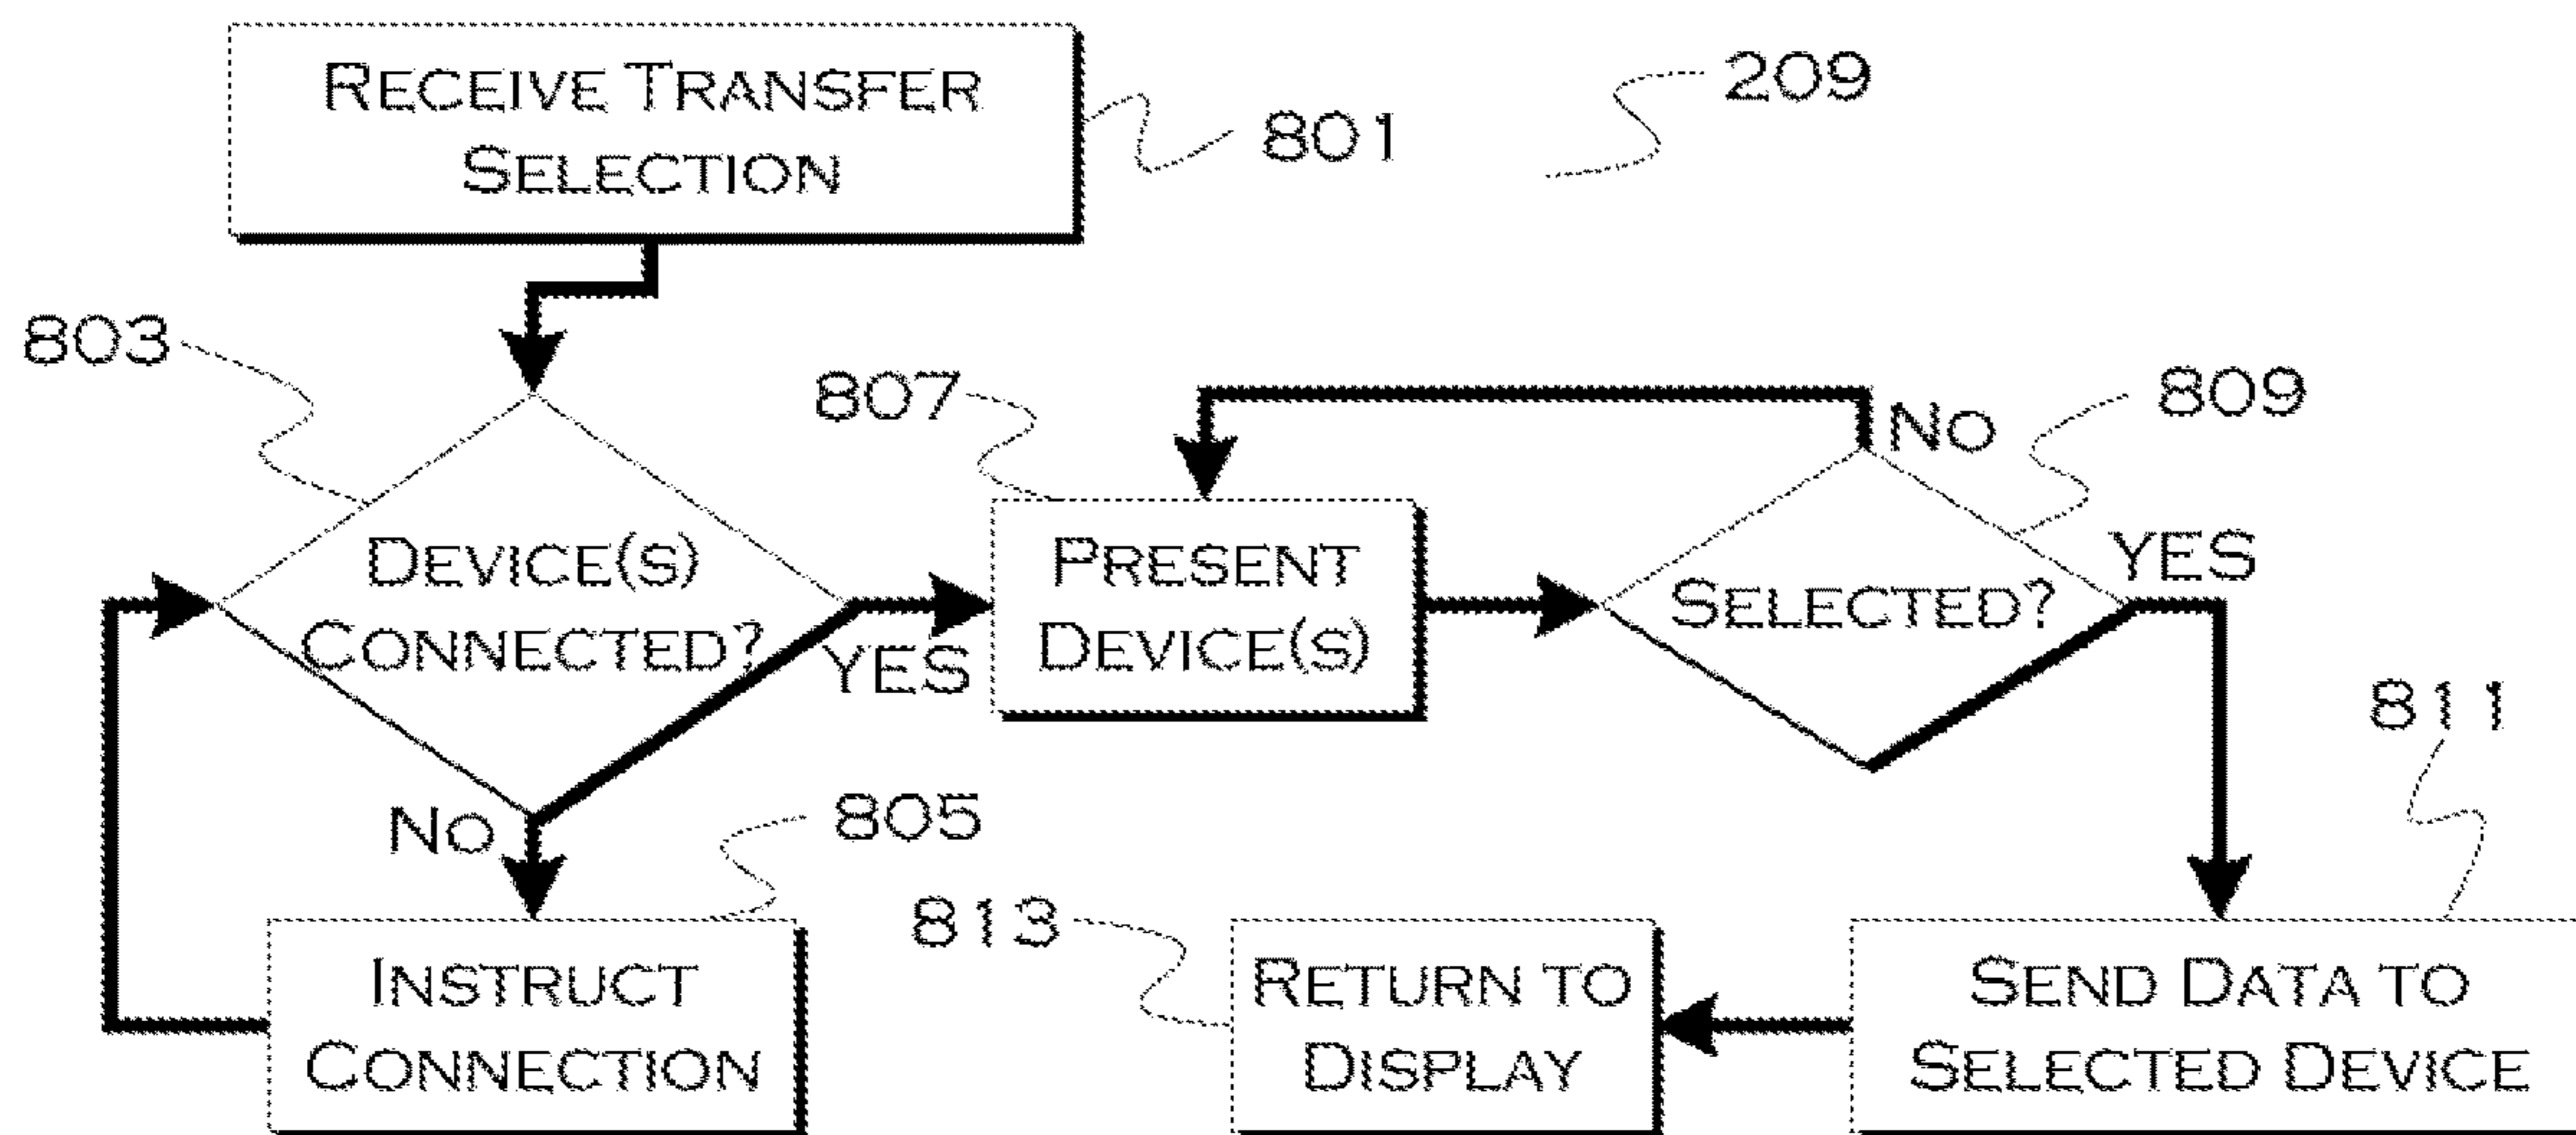 RECEIVE TRANSFER
SELECTION
801
209
803
DEVICE(S)
CONNECTED?
YES
NO
807
PRESENT
DEVICE(S)
NO
809
SELECTED?
YES
805
INSTRUCT
CONNECTION
811
SEND DATA TO
SELECTED DEVICE
813
RETURN TO
DISPLAY